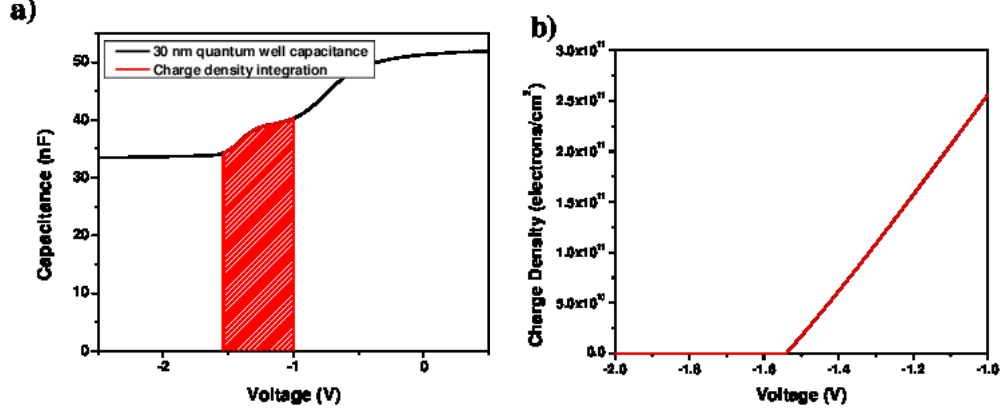 a)
30 nm quantum well capacitance
Charge density integration
50
40
30
20
10
0
Capacitance (nF)
-2
-1
0
Voltage (V)
b)
3.0x10¹¹
2.5x10¹¹
2.0x10¹¹
1.5x10¹¹
1.0x10¹¹
5.0x10¹⁰
0.0
Charge Density (electrons/cm²)
-2.0
-1.8
-1.6
-1.4
-1.2
-1.0
Voltage (V)